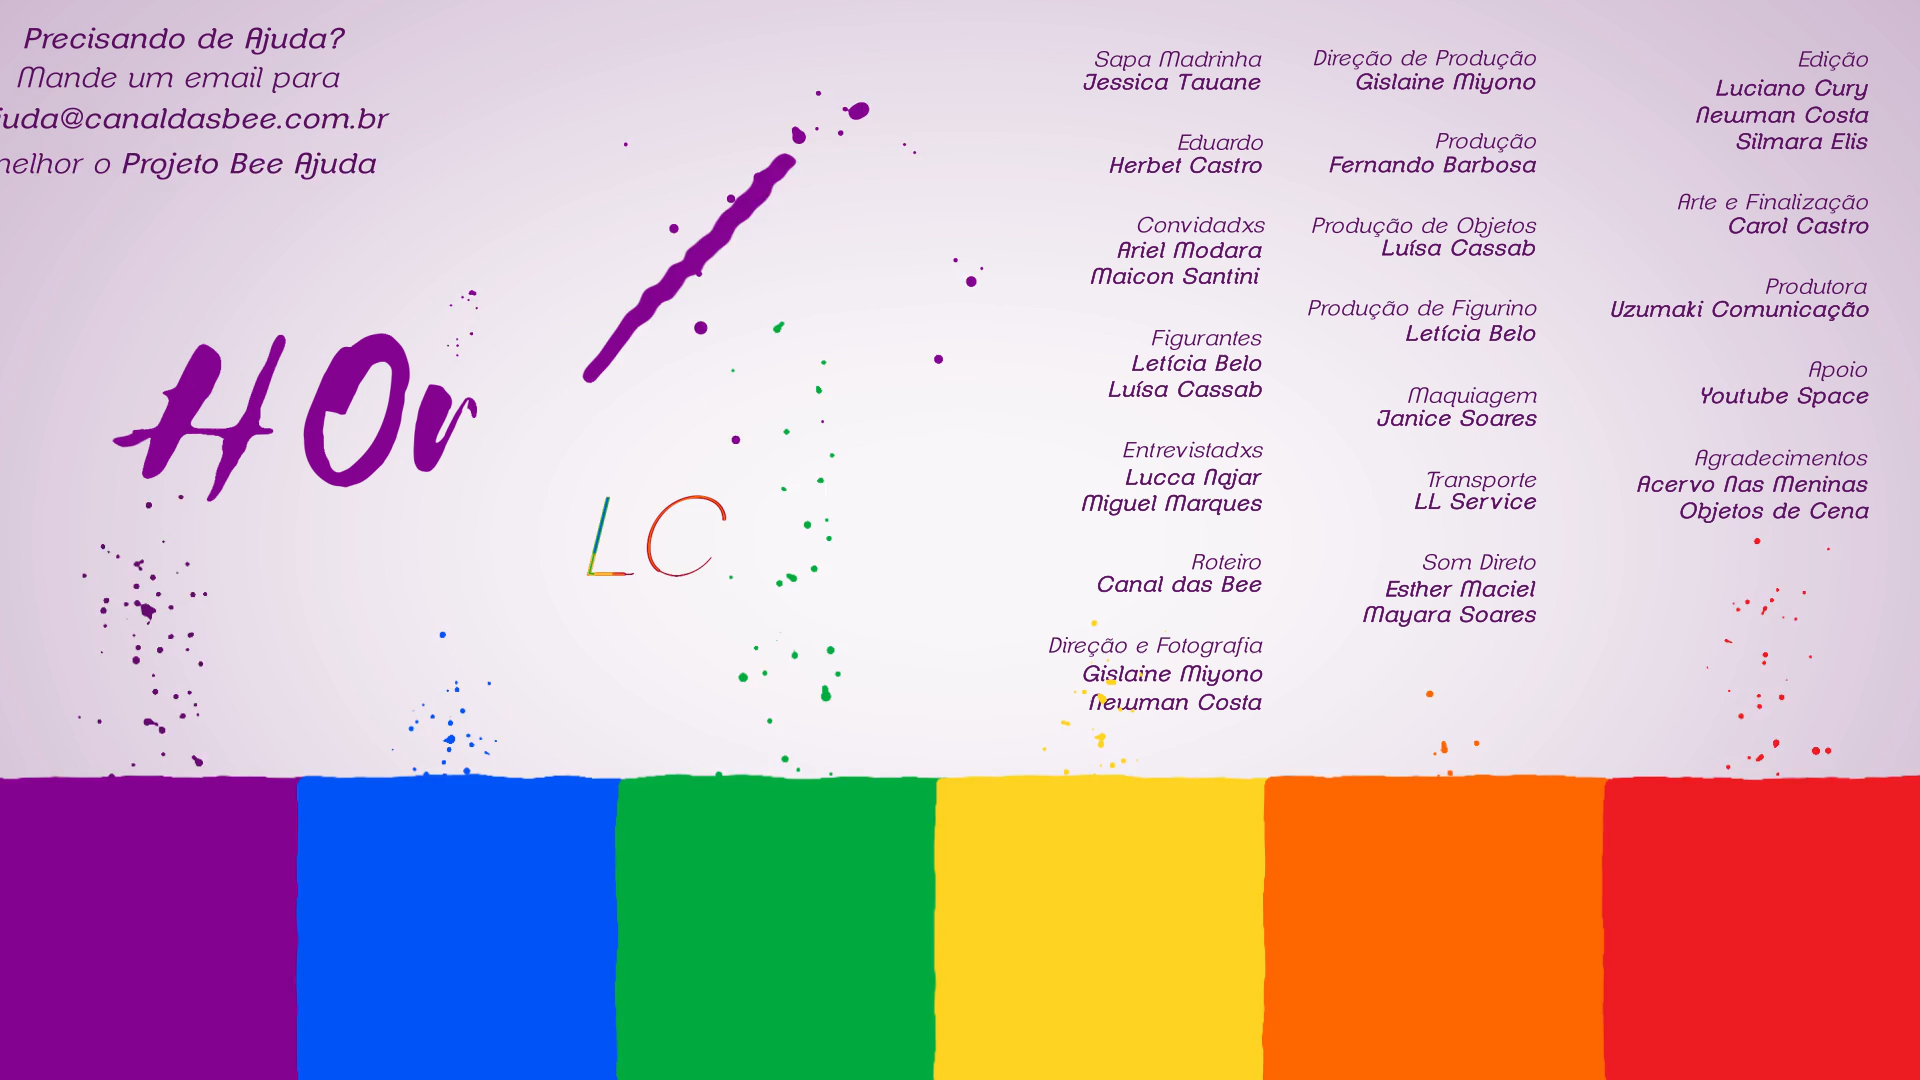 Precisando de Ajuda?
Mande um email para
juda@canaldasbee.com.br
melhor o Projeto Bee Ajuda
HOr
LC
Sapa Madrinha
Jessica Tauane
Eduardo
Herbet Castro
Convidadxs
Ariel Modara
Maicon Santini
Figurantes
Letícia Belo
Luísa Cassab
Entrevistadxs
Lucca Najar
Miguel Marques
Roteiro
Canal das Bee
Direção e Fotografia
Gislaine Miyono
Newman Costa
Direção de Produção
Gislaine Miyono
Produção
Fernando Barbosa
Produção de Objetos
Luísa Cassab
Produção de Figurino
Letícia Belo
Maquiagem
Janice Soares
Transporte
LL Service
Som Direto
Esther Maciel
Mayara Soares
Edição
Luciano Cury
Newman Costa
Silmara Elis
Arte e Finalização
Carol Castro
Produtora
Uzumaki Comunicação
Apoio
Youtube Space
Agradecimentos
Acervo Nas Meninas
Objetos de Cena